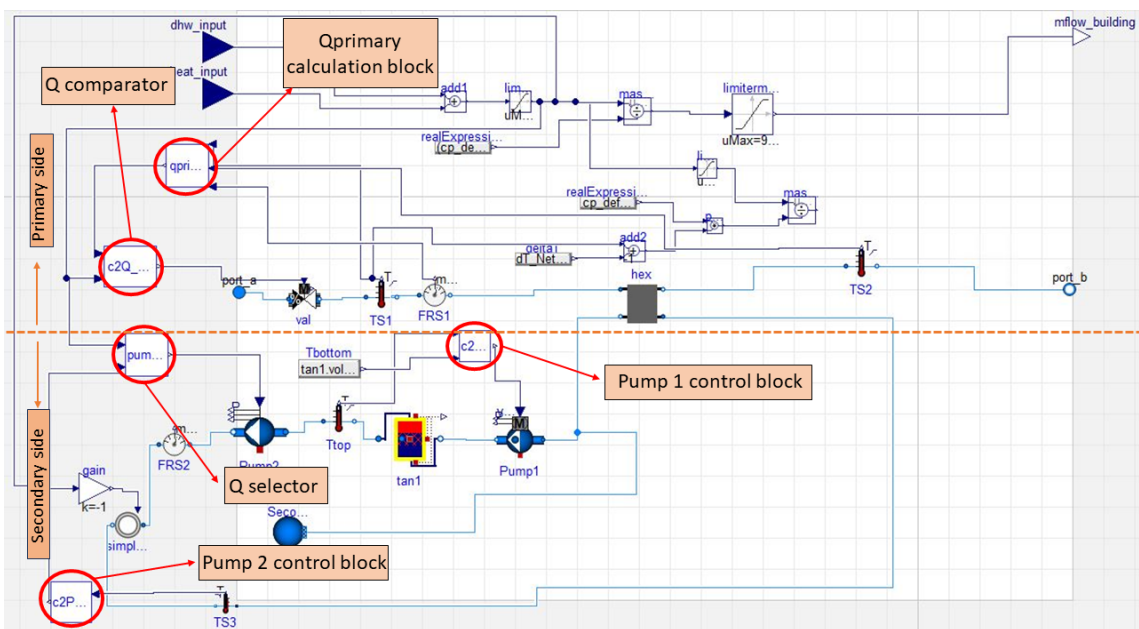 dhw_input
mflow_building
Qprimary
calculation block
Q comparator
add1
lim...
uM...
mas...
limiterm...
uMax=9...
realExpressi...
(cp_de...
qpri...
li...
u...
realExpressi...
cp_def...
mas...
Primary side
add2
dT_Net...
T
c2Q_...
port_a
M
T
m...
hex
TS2
port_b
val
TS1
FRS1
pum...
Tbottom
tan1.vol...
c2...
Pump 1 control block
Secondary side
m...
P
T
M
FRS2
Ttop
tan1
Pump1
gain
k=-1
Q selector
Seco...
simpl...
Pump 2 control block
c2P...
T
TS3